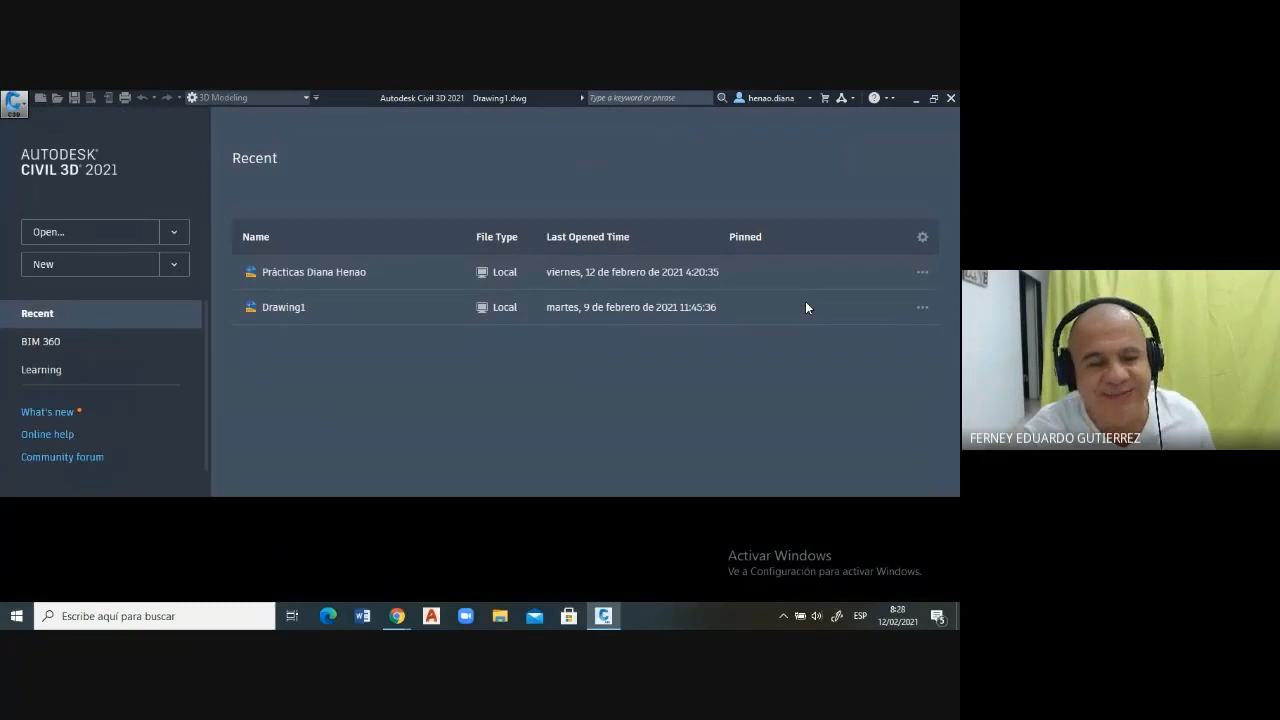 3D Modeling
Autodesk Civil 3D 2021 Drawing1.dwg
Type a keyword or phrase
henao.diana
C3D
AUTODESK®
CIVIL 3D® 2021
Open...
New
Recent
BIM 360
Learning
What's new
Online help
Community forum
Recent
Name File Type Last Opened Time Pinned
Prácticas Diana Henao Local viernes, 12 de febrero de 2021 4:20:35
Drawing1 Local martes, 9 de febrero de 2021 11:45:36
FERNEY EDUARDO GUTIERREZ
Activar Windows
Ve a Configuración para activar Windows.
Escribe aquí para buscar
ESP
8:28
12/02/2021
5